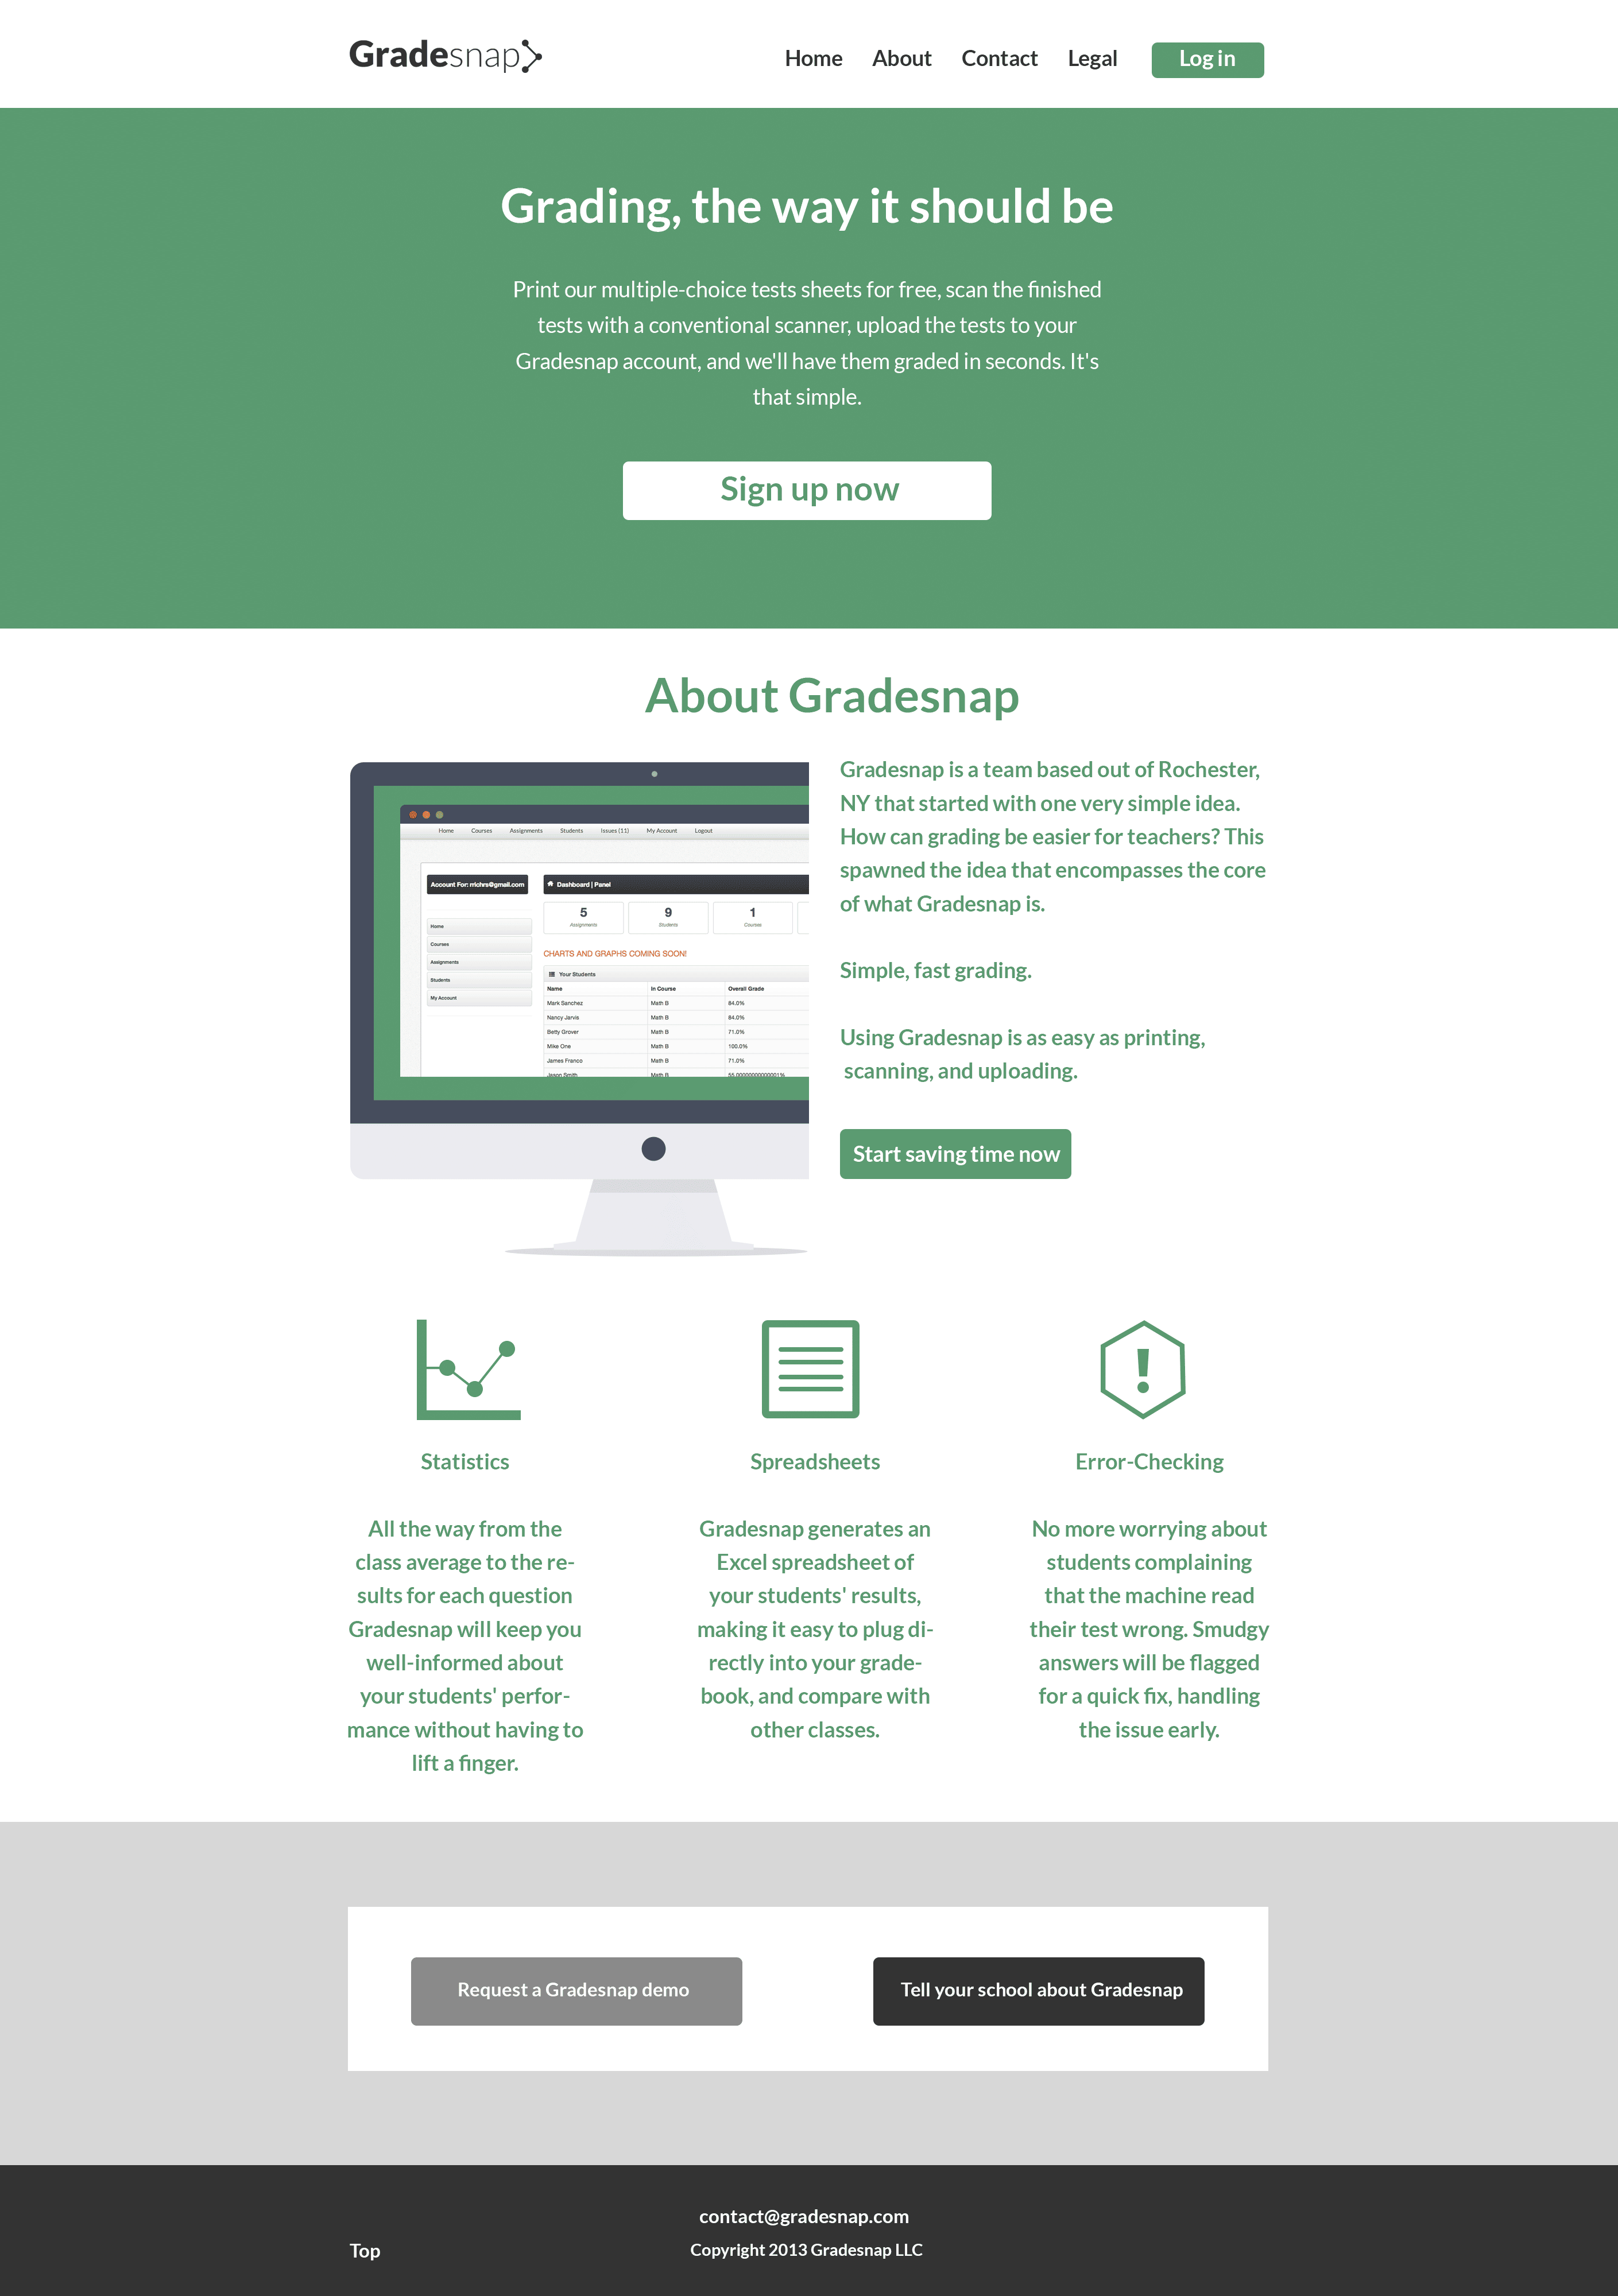 Gradesnap
Home About Contact Legal Log in
Grading, the way it should be
Print our multiple-choice tests sheets for free, scan the finished
tests with a conventional scanner, upload the tests to your
Gradesnap account, and we'll have them graded in seconds. It's
that simple.
Sign up now
About Gradesnap
Home Courses Assignments Students Issues (11) My Account Logout
Account For: rrichrs@gmail.com
Home
Courses
Assignments
Students
My Account
Dashboard | Panel
5 9 1
Assignments Students Courses
CHARTS AND GRAPHS COMING SOON!
Your Students
Name In Course Overall Grade
Mark Sanchez Math B 84.0%
Nancy Jarvis Math B 84.0%
Betty Grover Math B 71.0%
Mike One Math B 100.0%
James Franco Math B 71.0%
Jason Smith Math B 55.00000000000001%
Gradesnap is a team based out of Rochester,
NY that started with one very simple idea.
How can grading be easier for teachers? This
spawned the idea that encompasses the core
of what Gradesnap is.
Simple, fast grading.
Using Gradesnap is as easy as printing,
scanning, and uploading.
Start saving time now
Statistics
All the way from the
class average to the re-
sults for each question
Gradesnap will keep you
well-informed about
your students' perfor-
mance without having to
lift a finger.
Spreadsheets
Gradesnap generates an
Excel spreadsheet of
your students' results,
making it easy to plug di-
rectly into your grade-
book, and compare with
other classes.
Error-Checking
No more worrying about
students complaining
that the machine read
their test wrong. Smudgy
answers will be flagged
for a quick fix, handling
the issue early.
Request a Gradesnap demo
Tell your school about Gradesnap
contact@gradesnap.com
Top
Copyright 2013 Gradesnap LLC